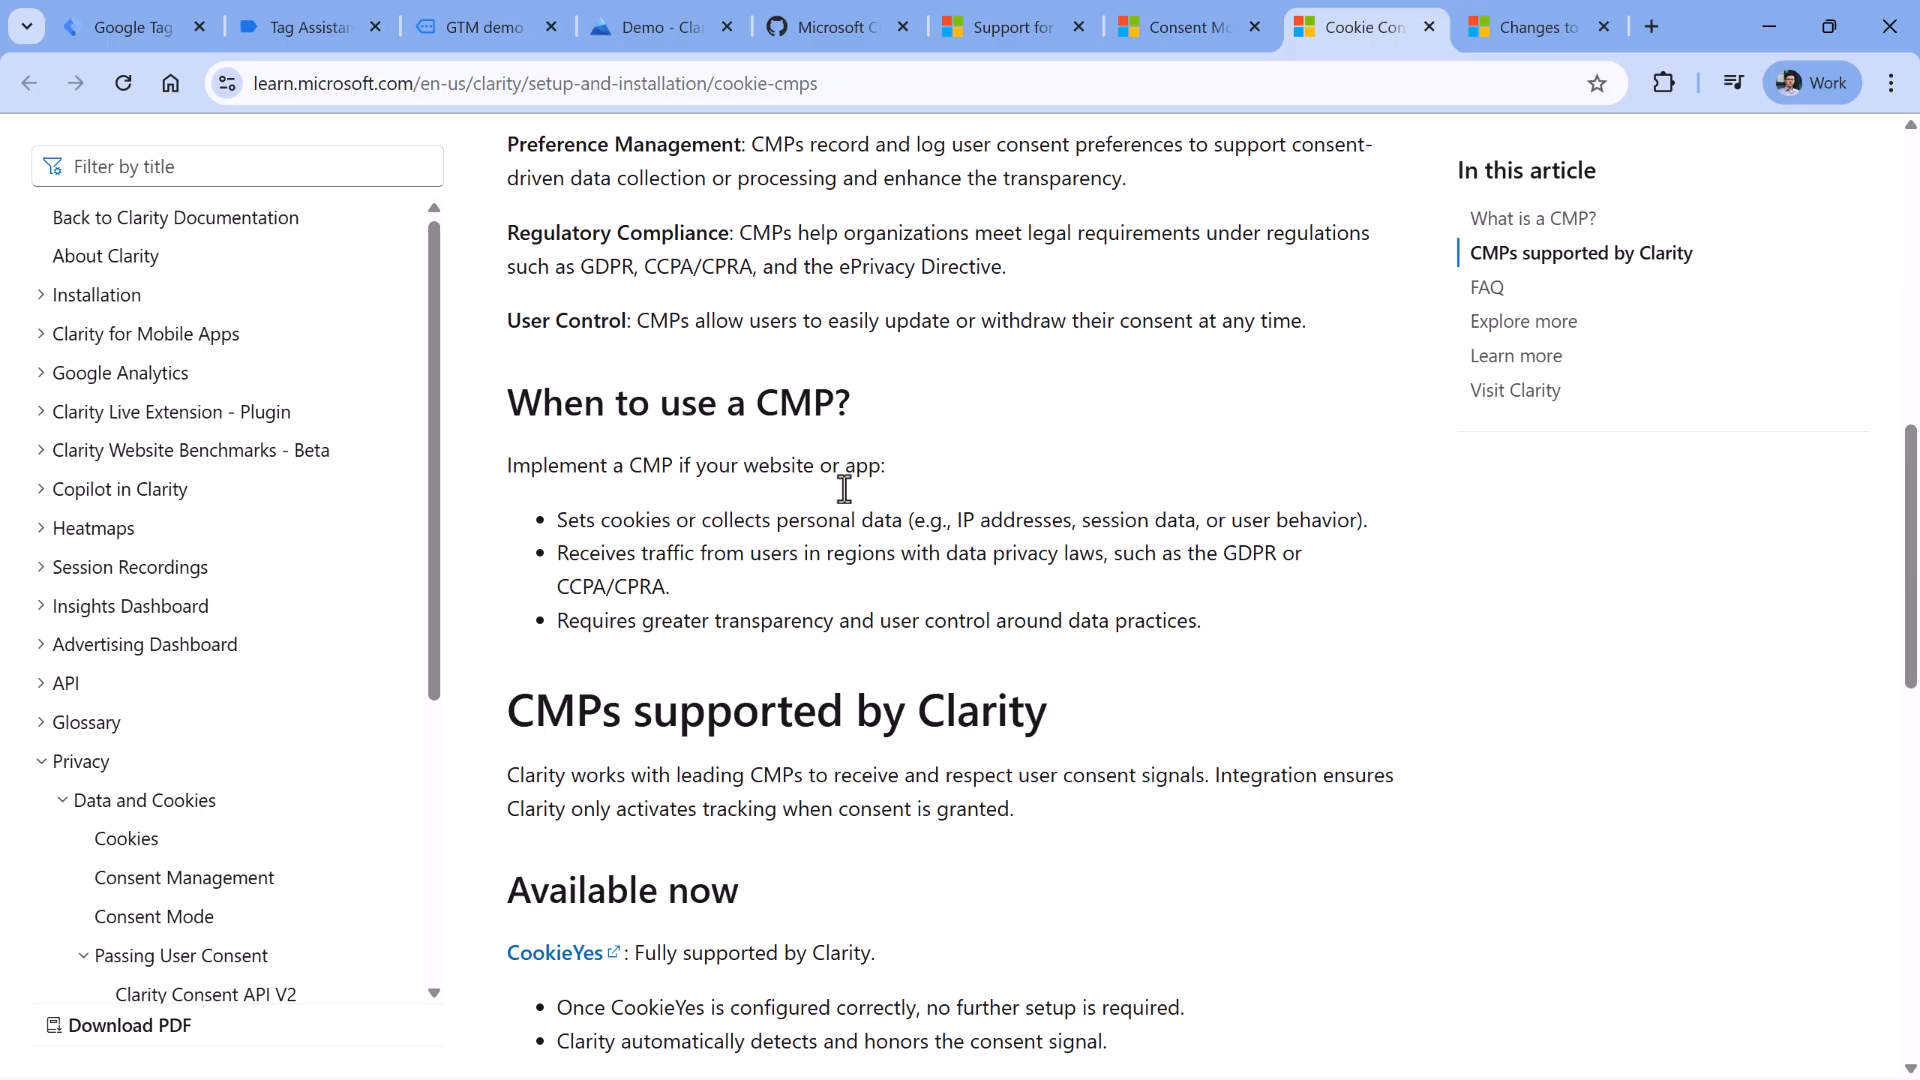 Google Tag
Tag Assistan
GTM demo
Demo - Cla
Microsoft C
Support for
Consent Mo
Cookie Con
Changes to
learn.microsoft.com/en-us/clarity/setup-and-installation/cookie-cmps
Work
Filter by title
Back to Clarity Documentation
About Clarity
Installation
Clarity for Mobile Apps
Google Analytics
Clarity Live Extension - Plugin
Clarity Website Benchmarks - Beta
Copilot in Clarity
Heatmaps
Session Recordings
Insights Dashboard
Advertising Dashboard
API
Glossary
Privacy
Data and Cookies
Cookies
Consent Management
Consent Mode
Passing User Consent
Clarity Consent API V2
Download PDF
Preference Management: CMPs record and log user consent preferences to support consent-
driven data collection or processing and enhance the transparency.
Regulatory Compliance: CMPs help organizations meet legal requirements under regulations
such as GDPR, CCPA/CPRA, and the ePrivacy Directive.
User Control: CMPs allow users to easily update or withdraw their consent at any time.
When to use a CMP?
Implement a CMP if your website or app:
• Sets cookies or collects personal data (e.g., IP addresses, session data, or user behavior).
• Receives traffic from users in regions with data privacy laws, such as the GDPR or
CCPA/CPRA.
• Requires greater transparency and user control around data practices.
CMPs supported by Clarity
Clarity works with leading CMPs to receive and respect user consent signals. Integration ensures
Clarity only activates tracking when consent is granted.
Available now
CookieYes : Fully supported by Clarity.
• Once CookieYes is configured correctly, no further setup is required.
• Clarity automatically detects and honors the consent signal.
In this article
What is a CMP?
CMPs supported by Clarity
FAQ
Explore more
Learn more
Visit Clarity